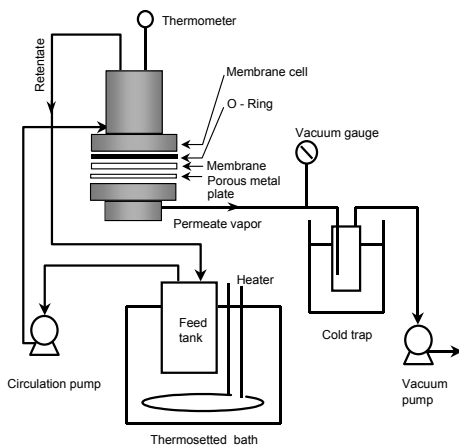 Thermometer
Retentate
Membrane cell
O - Ring
Vacuum gauge
Membrane
Porous metal
plate
Permeate vapor
Heater
Feed
tank
Cold trap
Circulation pump
Vacuum
pump
Thermosetted bath